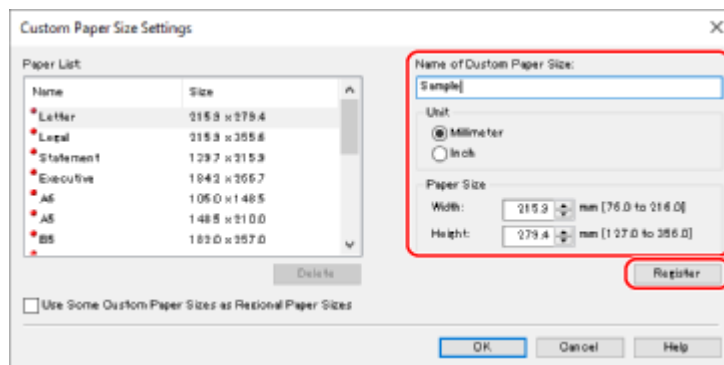 Custom Paper Size Settings
Paper List:
Name Size
Letter 215.9 x 279.4
Legal 215.9 x 355.6
Statement 139.7 x 215.9
Executive 184.2 x 266.7
A6 105.0 x 148.5
A5 148.5 x 210.0
B5 182.0 x 257.0
Delete
Use Some Custom Paper Sizes as Regional Paper Sizes
Name of Custom Paper Size:
Sample
Unit
Millimeter
Inch
Paper Size
Width: 215.9 mm [76.0 to 216.0]
Height: 279.4 mm [127.0 to 356.0]
Register
OK Cancel Help